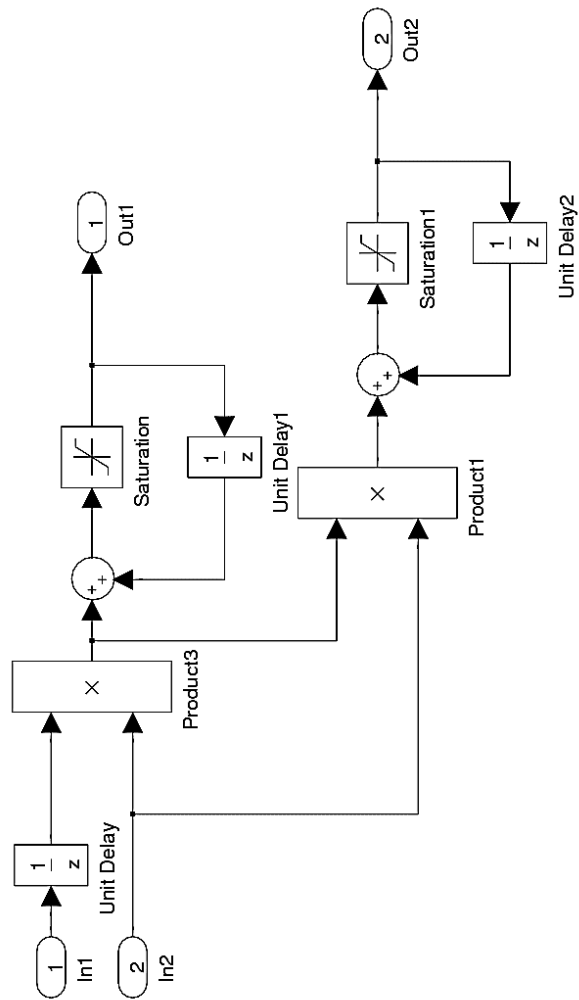 1
In1
2
In2
1
z
Unit Delay
×
Product3
+
+
Saturation
1
z
Unit Delay1
1
Out1
×
Product1
+
+
Saturation1
1
z
Unit Delay2
2
Out2